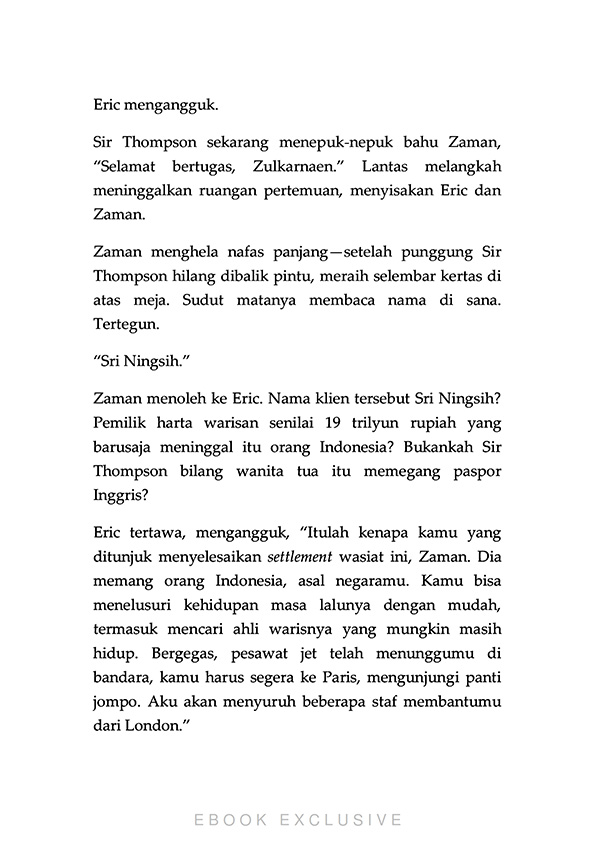 Eric mengangguk.
Sir Thompson sekarang menepuk-nepuk bahu Zaman,
“Selamat bertugas, Zulkarnaen.” Lantas melangkah
meninggalkan ruangan pertemuan, menyisakan Eric dan
Zaman.
Zaman menghela nafas panjang—setelah punggung Sir
Thompson hilang dibalik pintu, meraih selembar kertas di
atas meja. Sudut matanya membaca nama di sana.
Tertegun.
“Sri Ningsih.”
Zaman menoleh ke Eric. Nama klien tersebut Sri Ningsih?
Pemilik harta warisan senilai 19 trilyun rupiah yang
barusaja meninggal itu orang Indonesia? Bukankah Sir
Thompson bilang wanita tua itu memegang paspor
Inggris?
Eric tertawa, mengangguk, “Itulah kenapa kamu yang
ditunjuk menyelesaikan settlement wasiat ini, Zaman. Dia
memang orang Indonesia, asal negaramu. Kamu bisa
menelusuri kehidupan masa lalunya dengan mudah,
termasuk mencari ahli warisnya yang mungkin masih
hidup. Bergegas, pesawat jet telah menunggumu di
bandara, kamu harus segera ke Paris, mengunjungi panti
jompo. Aku akan menyuruh beberapa staf membantumu
dari London.”
EBOOK EXCLUSIVE